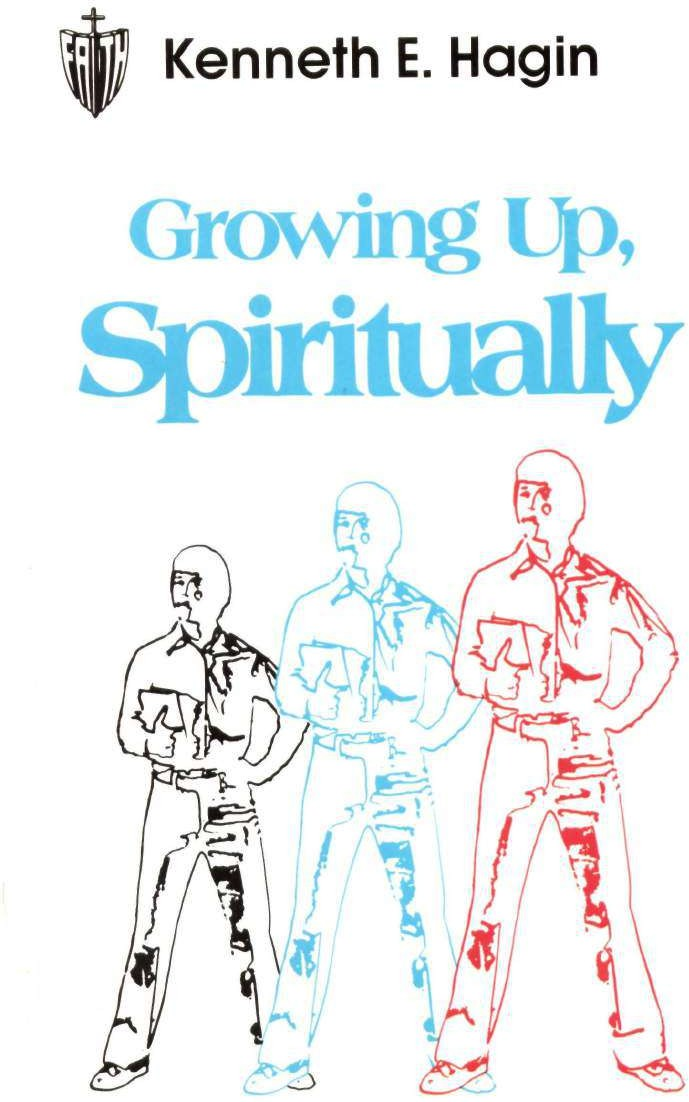 FAITH
Kenneth E. Hagin
Growing Up,
Spiritually